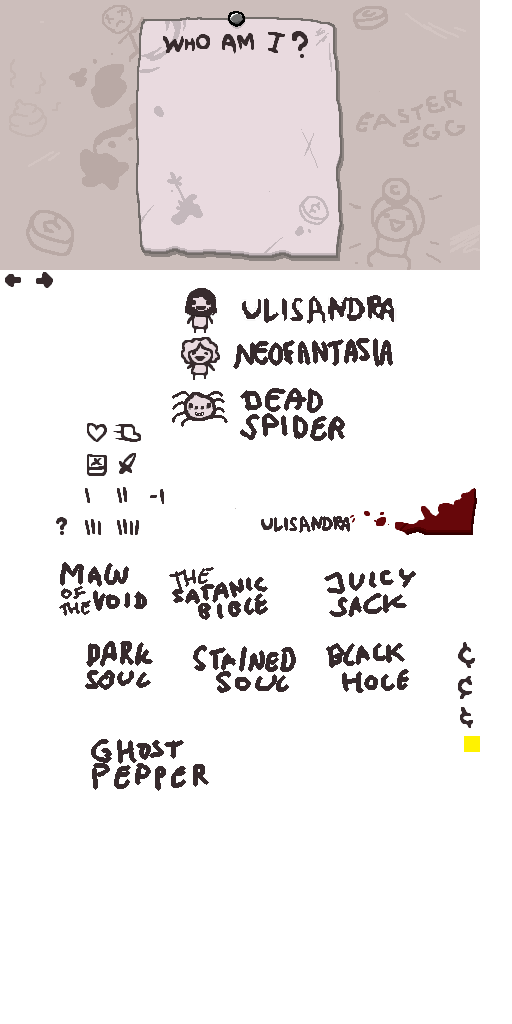 WHO AM I?
EASTER
EGG
ULISANDRA
NEOFANTASIA
DEAD
SPIDER
I II -I
? III IIII
ULISANDRA
MAW
OF
THE VOID
THE
SATANIC
BIBLE
JUICY
SACK
DARK
SOUL
STAINED
SOUL
BLACK
HOLE
¢
¢
¢
GHOST
PEPPER